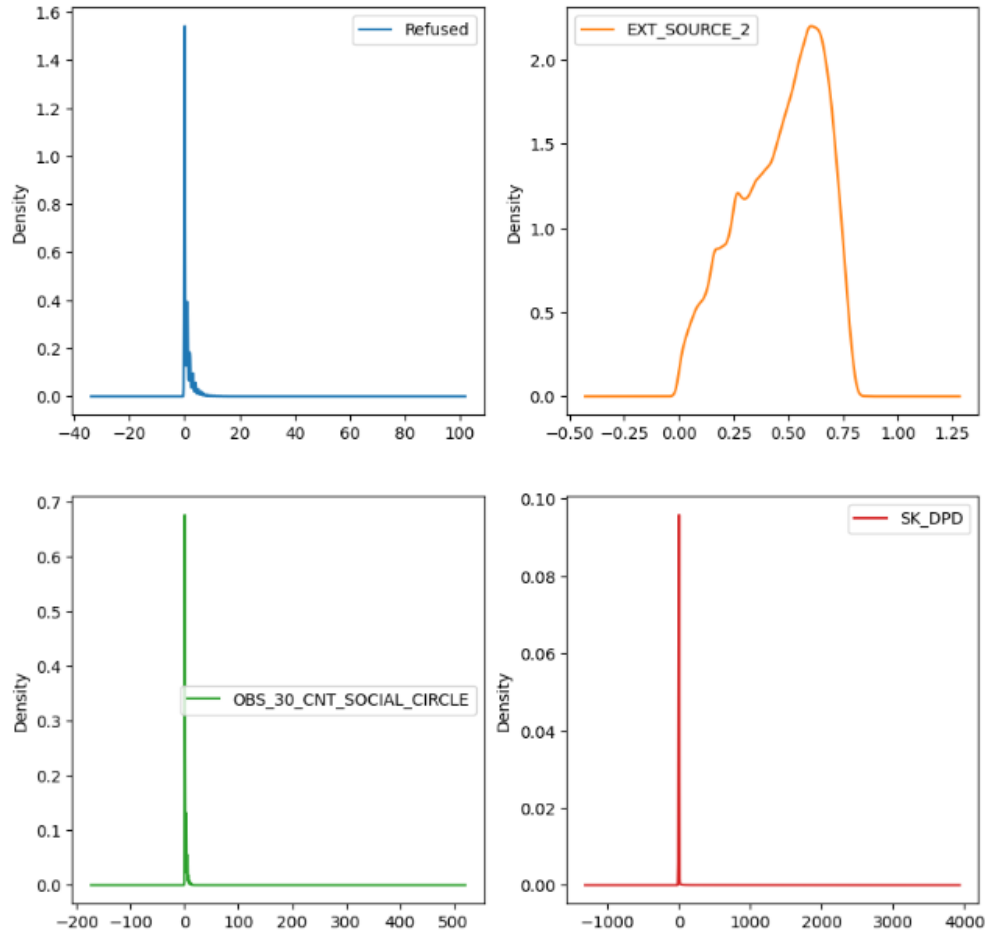 1.6
1.4
1.2
1.0
0.8
0.6
0.4
0.2
0.0
Density
Refused
−40 −20 0 20 40 60 80 100
2.0
1.5
1.0
0.5
0.0
Density
EXT_SOURCE_2
−0.50 −0.25 0.00 0.25 0.50 0.75 1.00 1.25
0.7
0.6
0.5
0.4
0.3
0.2
0.1
0.0
Density
OBS_30_CNT_SOCIAL_CIRCLE
−200 −100 0 100 200 300 400 500
0.10
0.08
0.06
0.04
0.02
0.00
Density
SK_DPD
−1000 0 1000 2000 3000 4000